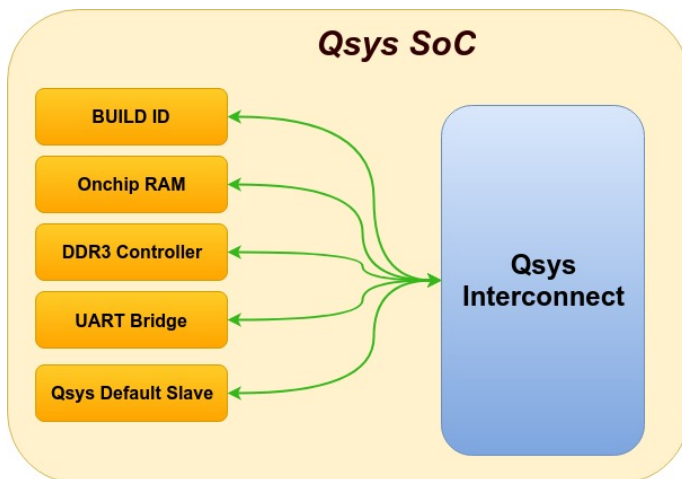 Qsys SoC
BUILD ID
Onchip RAM
DDR3 Controller
UART Bridge
Qsys Default Slave
Qsys
Interconnect